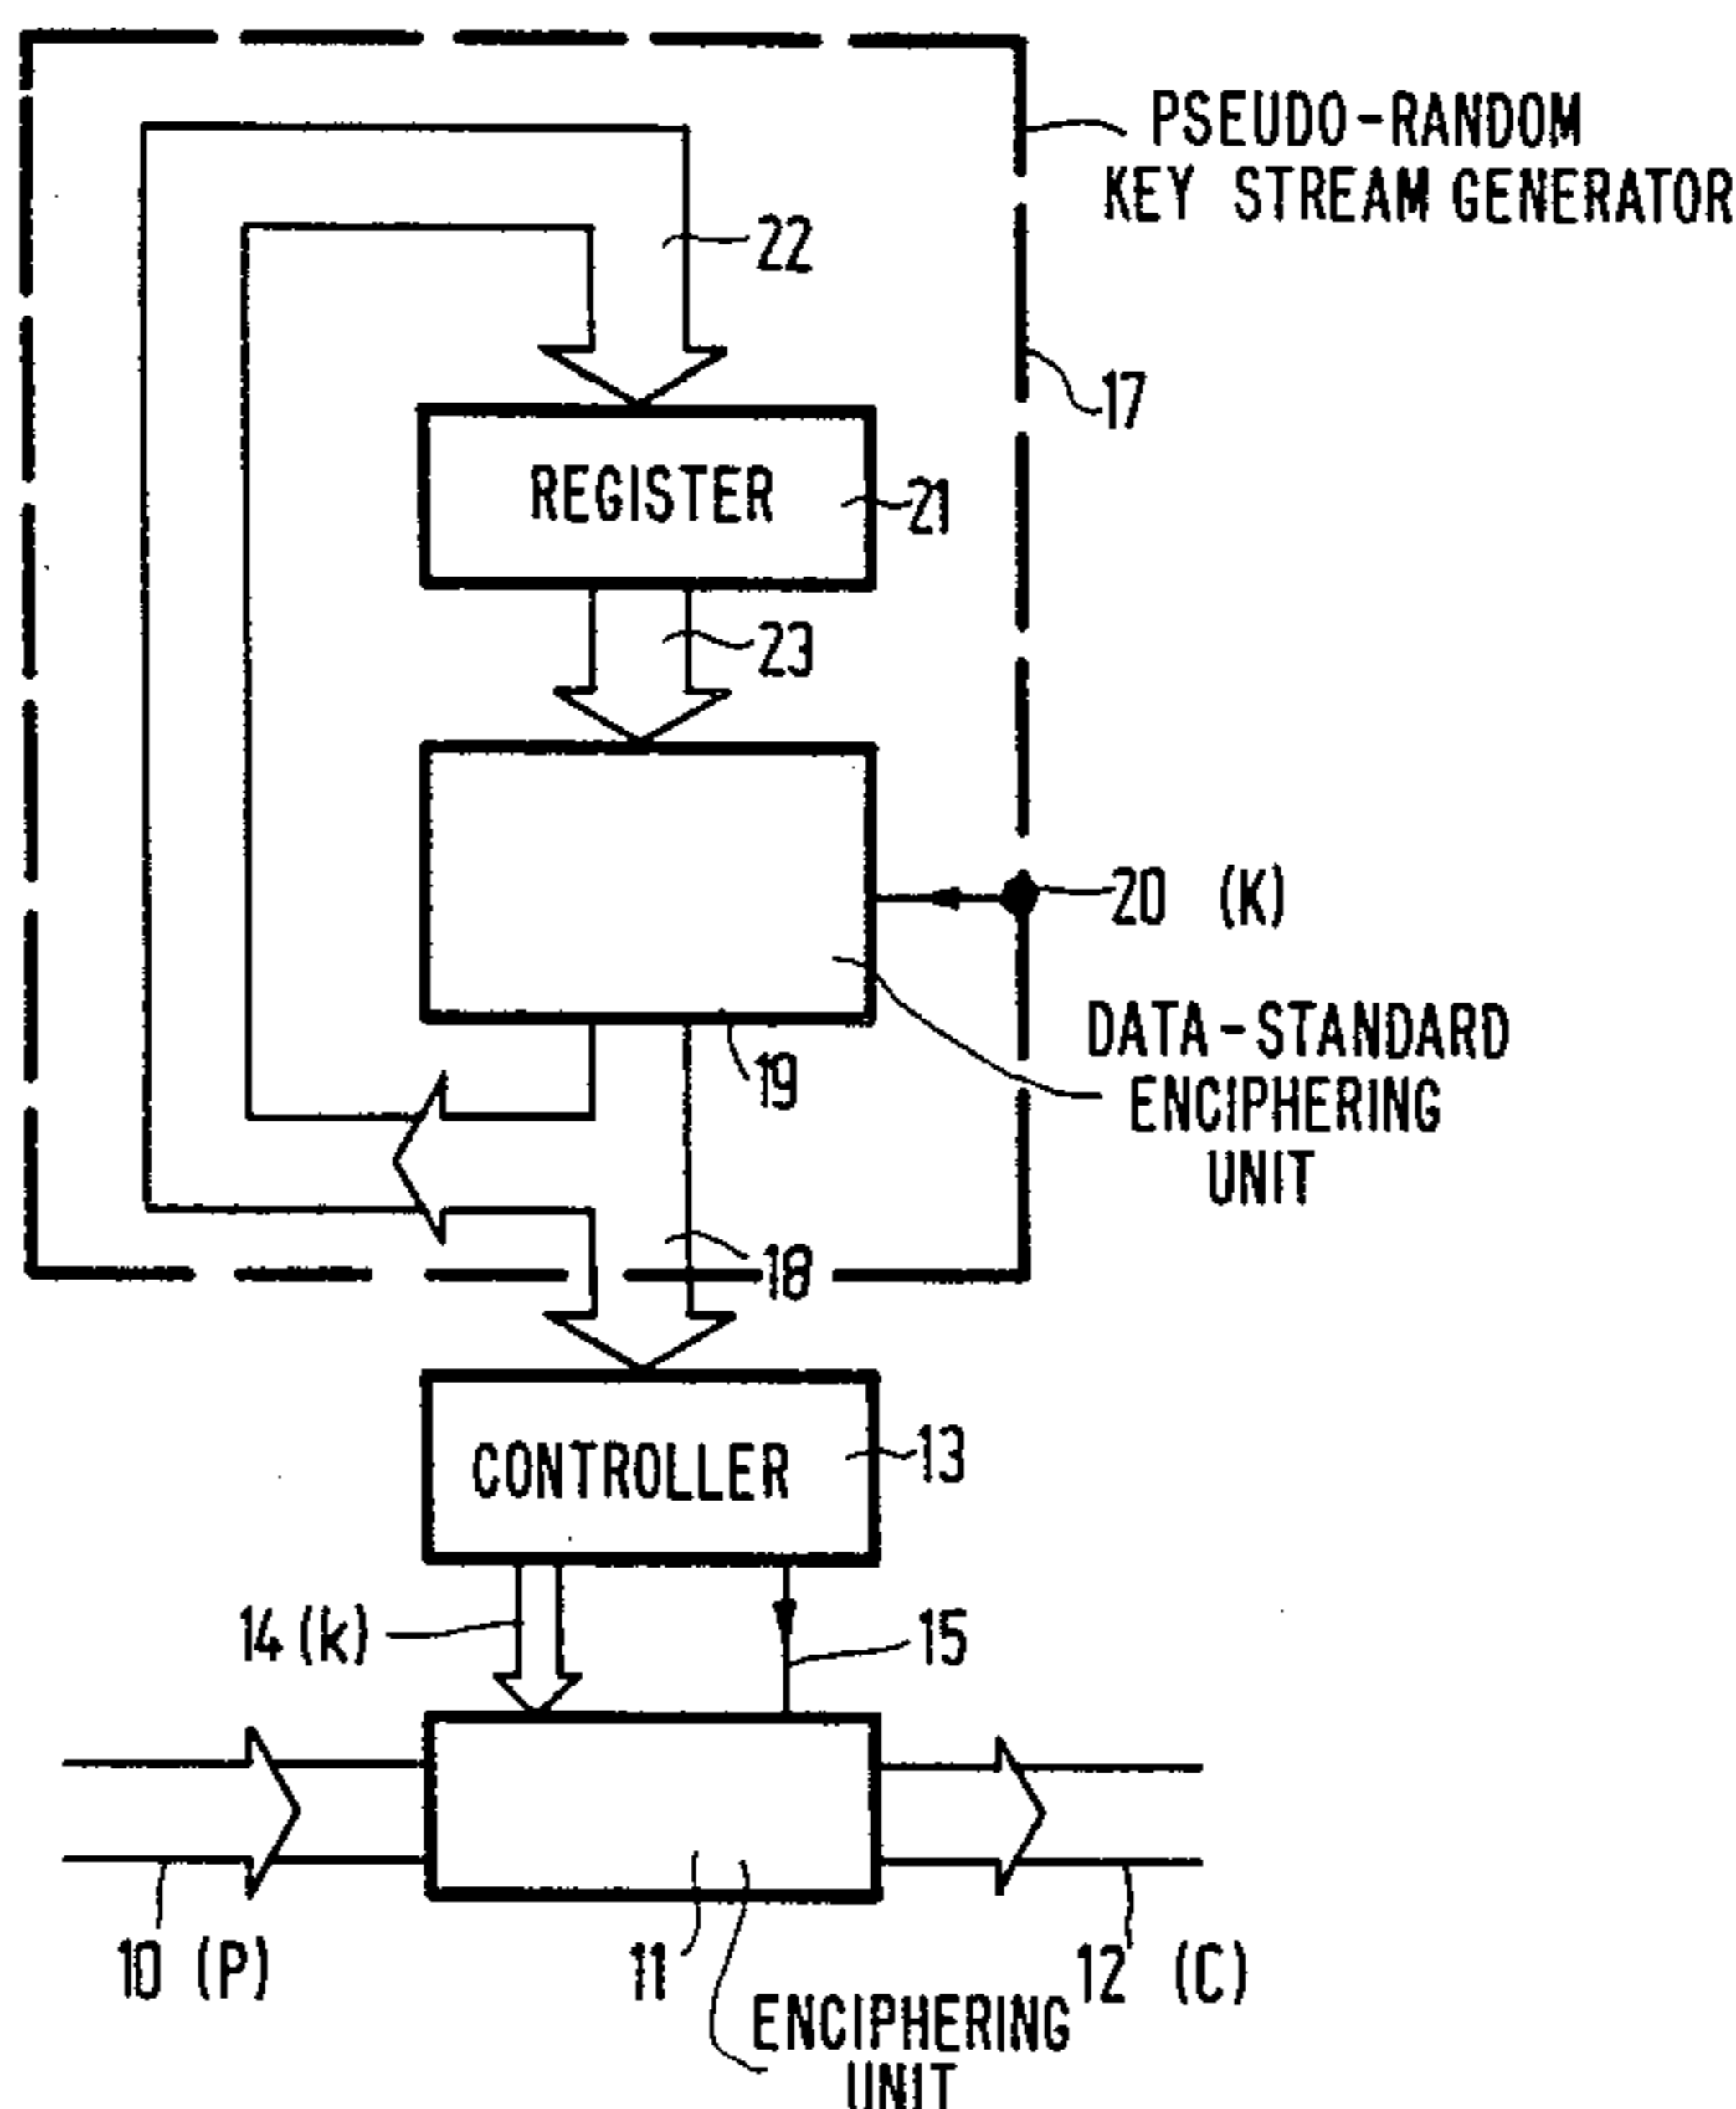 PSEUDO-RANDOM
KEY STREAM GENERATOR
22
17
REGISTER
21
23
20 (K)
DATA-STANDARD
ENCIPHERING
UNIT
19
18
CONTROLLER
13
14 (k)
15
10 (P)
11
12 (C)
ENCIPHERING
UNIT